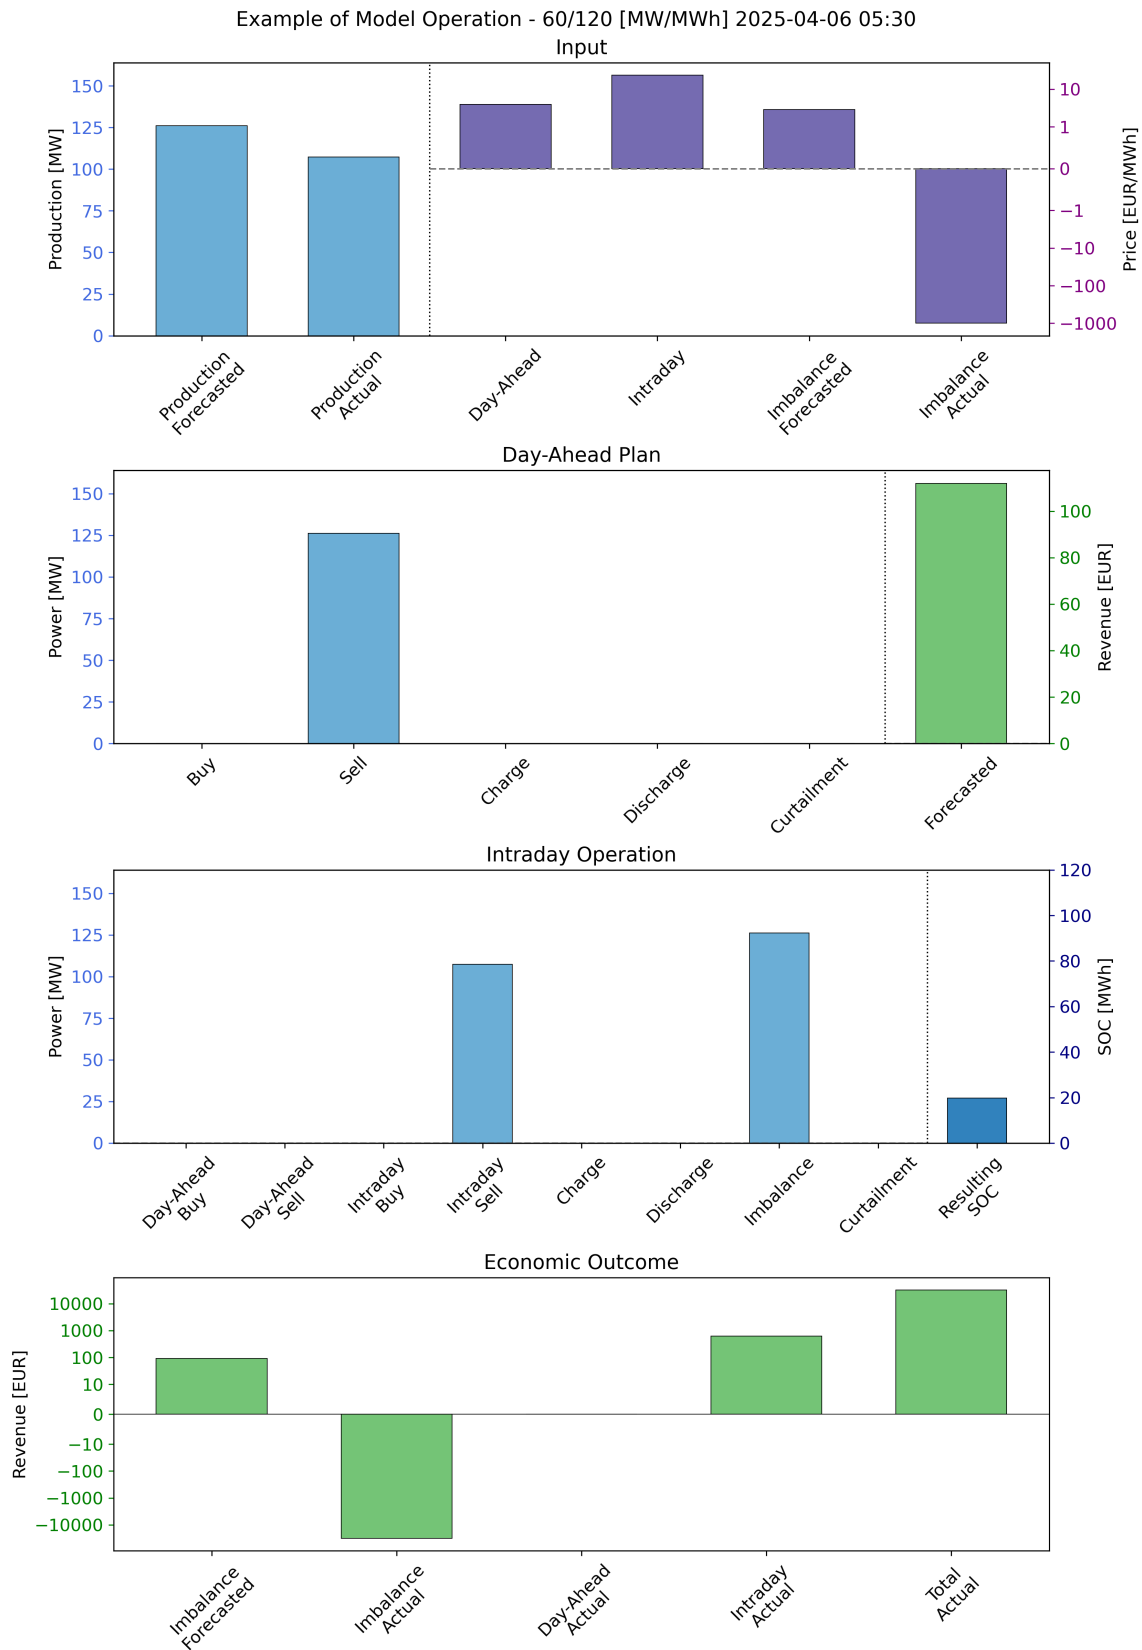 Example of Model Operation - 60/120 [MW/MWh] 2025-04-06 05:30
Input
Production [MW]
150
125
100
75
50
25
0
10
1
0
−1
−10
−100
−1000
Price [EUR/MWh]
Production
Forecasted
Production
Actual
Day-Ahead
Intraday
Imbalance
Forecasted
Imbalance
Actual
Day-Ahead Plan
Power [MW]
150
125
100
75
50
25
0
100
80
60
40
20
0
Revenue [EUR]
Buy
Sell
Charge
Discharge
Curtailment
Forecasted
Intraday Operation
Power [MW]
150
125
100
75
50
25
0
120
100
80
60
40
20
0
SOC [MWh]
Day-Ahead
Buy
Day-Ahead
Sell
Intraday
Buy
Intraday
Sell
Charge
Discharge
Imbalance
Curtailment
Resulting
SOC
Economic Outcome
Revenue [EUR]
10000
1000
100
10
0
−10
−100
−1000
−10000
Imbalance
Forecasted
Imbalance
Actual
Day-Ahead
Actual
Intraday
Actual
Total
Actual